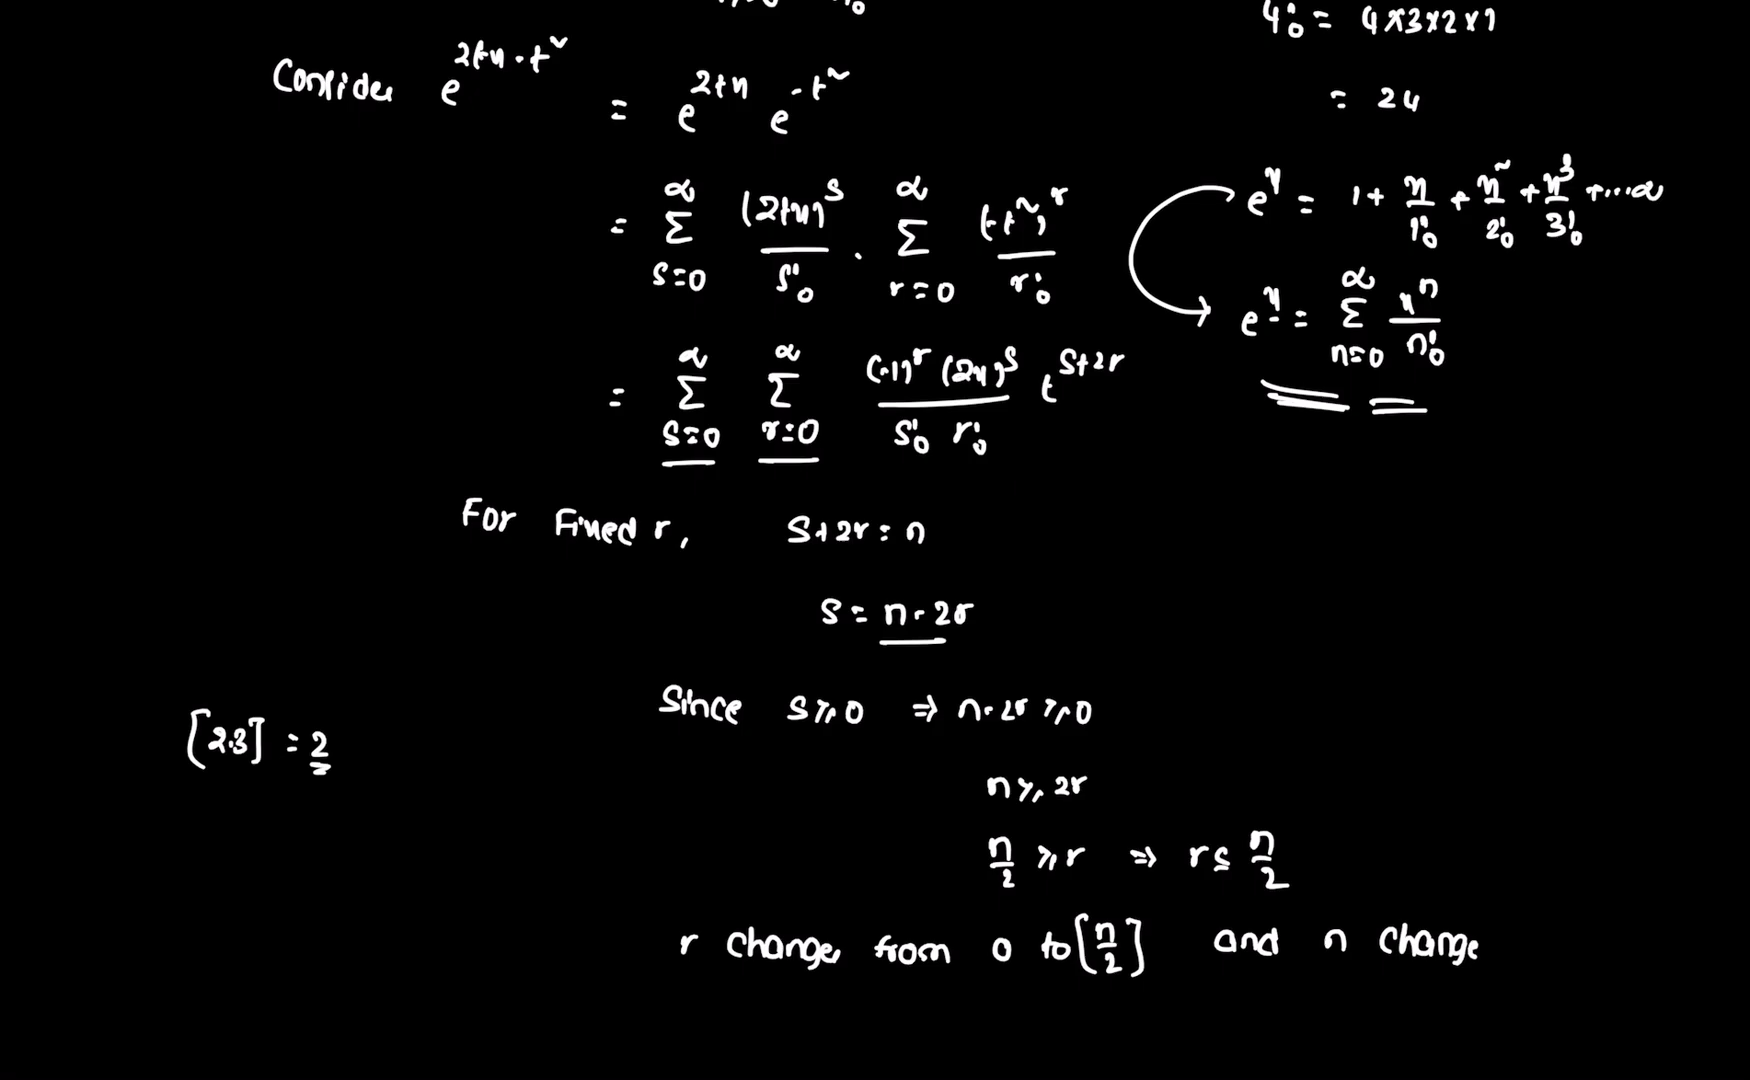 4! = 4×3×2×1
= 24
Consider e^{2tx-t²} = e^{2tx} e^{-t²}
= Σ_{s=0}^{∞} (2tx)^s / s! . Σ_{r=0}^{∞} (-t²)^r / r!
e^x = 1 + x/1! + x²/2! + x³/3! + ....∞
e^x = Σ_{n=0}^{∞} x^n / n!
= Σ_{s=0}^{∞} Σ_{r=0}^{∞} (-1)^r (2x)^s / s! r! t^{s+2r}
For Fixed r, s+2r = n
s = n-2r
Since s ≥ 0 ⇒ n-2r ≥ 0
[2.3] = 2
n ≥ 2r
n/2 ≥ r ⇒ r ≤ n/2
r changes from 0 to [n/2] and n change